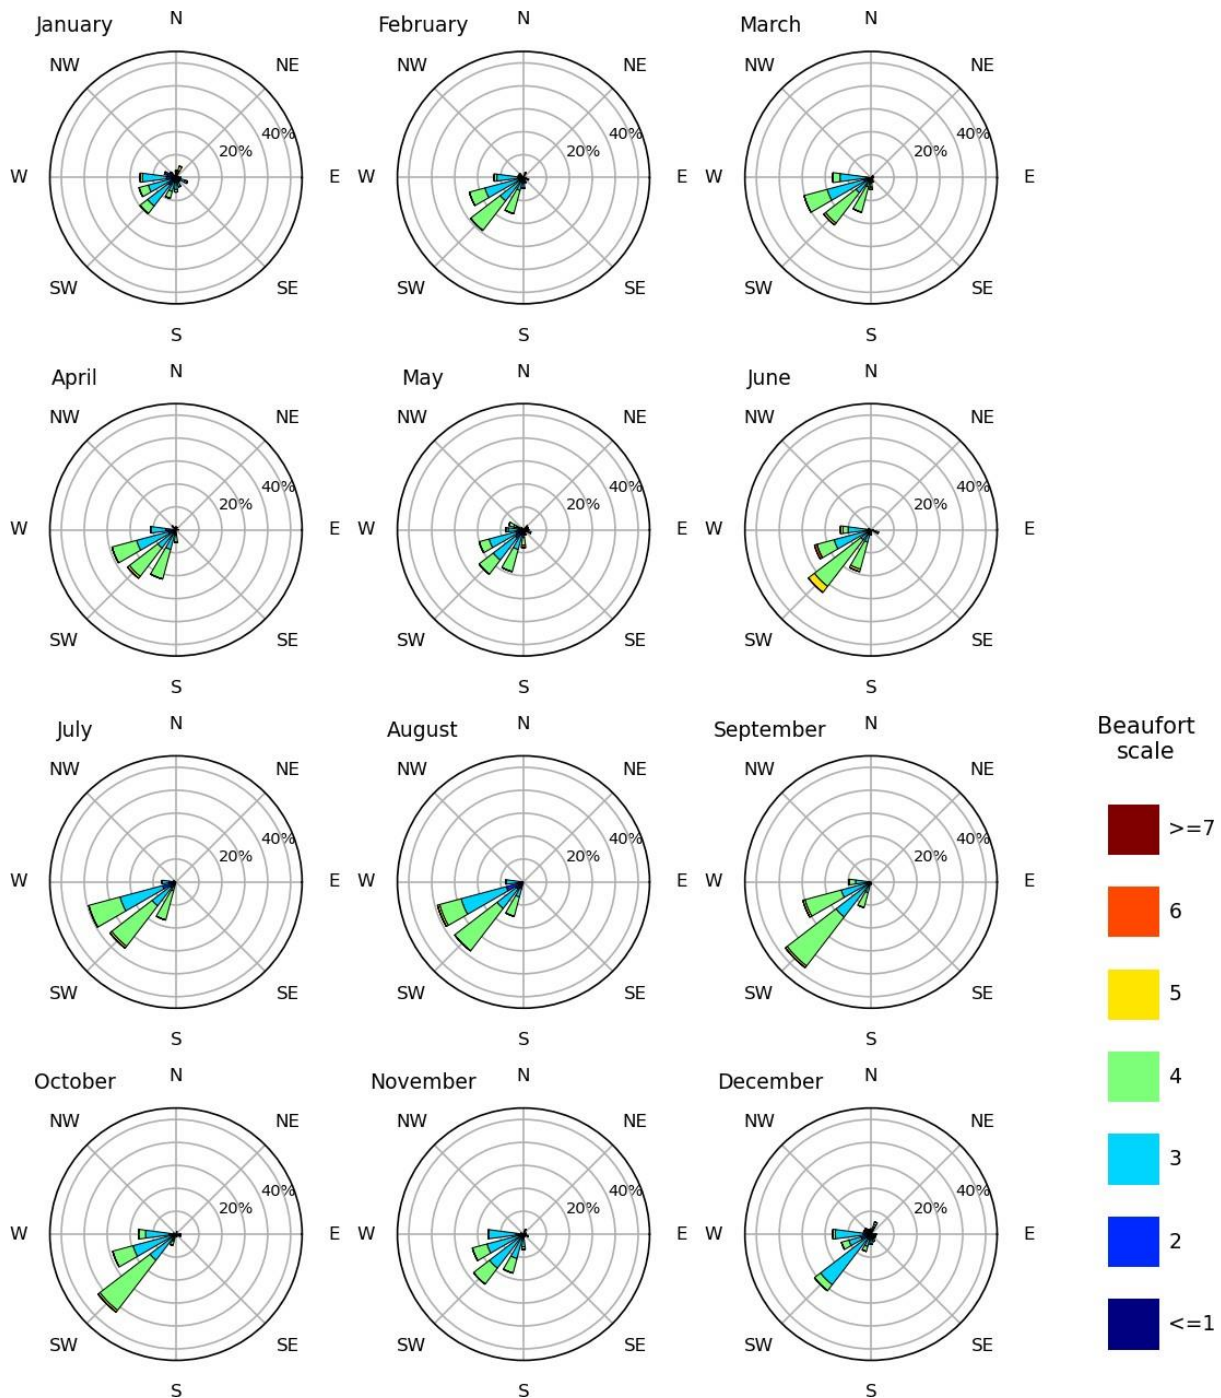 January
N
NW
NE
40%
20%
W
E
SW
SE
S
February
N
NW
NE
40%
20%
W
E
SW
SE
S
March
N
NW
NE
40%
20%
W
E
SW
SE
S
April
N
NW
NE
40%
20%
W
E
SW
SE
S
May
N
NW
NE
40%
20%
W
E
SW
SE
S
June
N
NW
NE
40%
20%
W
E
SW
SE
S
July
N
NW
NE
40%
20%
W
E
SW
SE
S
August
N
NW
NE
40%
20%
W
E
SW
SE
S
September
N
NW
NE
40%
20%
W
E
SW
SE
S
October
N
NW
NE
40%
20%
W
E
SW
SE
S
November
N
NW
NE
40%
20%
W
E
SW
SE
S
December
N
NW
NE
40%
20%
W
E
SW
SE
S
Beaufort
scale
>=7
6
5
4
3
2
<=1